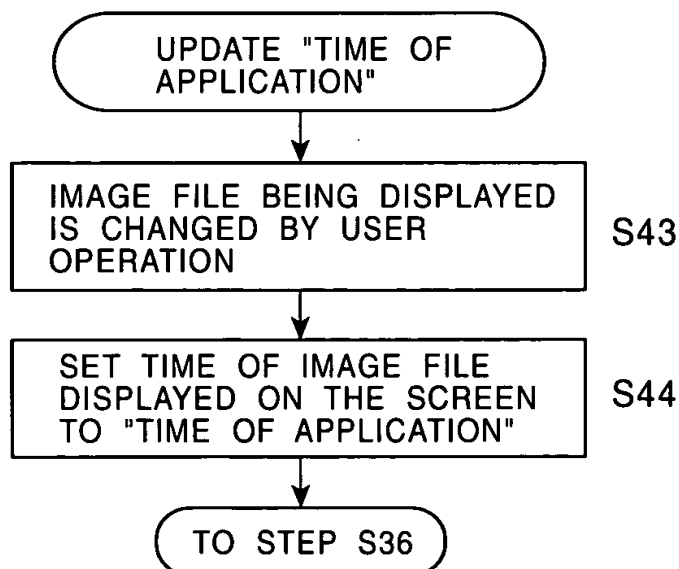 UPDATE "TIME OF
APPLICATION"
IMAGE FILE BEING DISPLAYED
IS CHANGED BY USER
OPERATION
S43
SET TIME OF IMAGE FILE
DISPLAYED ON THE SCREEN
TO "TIME OF APPLICATION"
S44
TO STEP S36